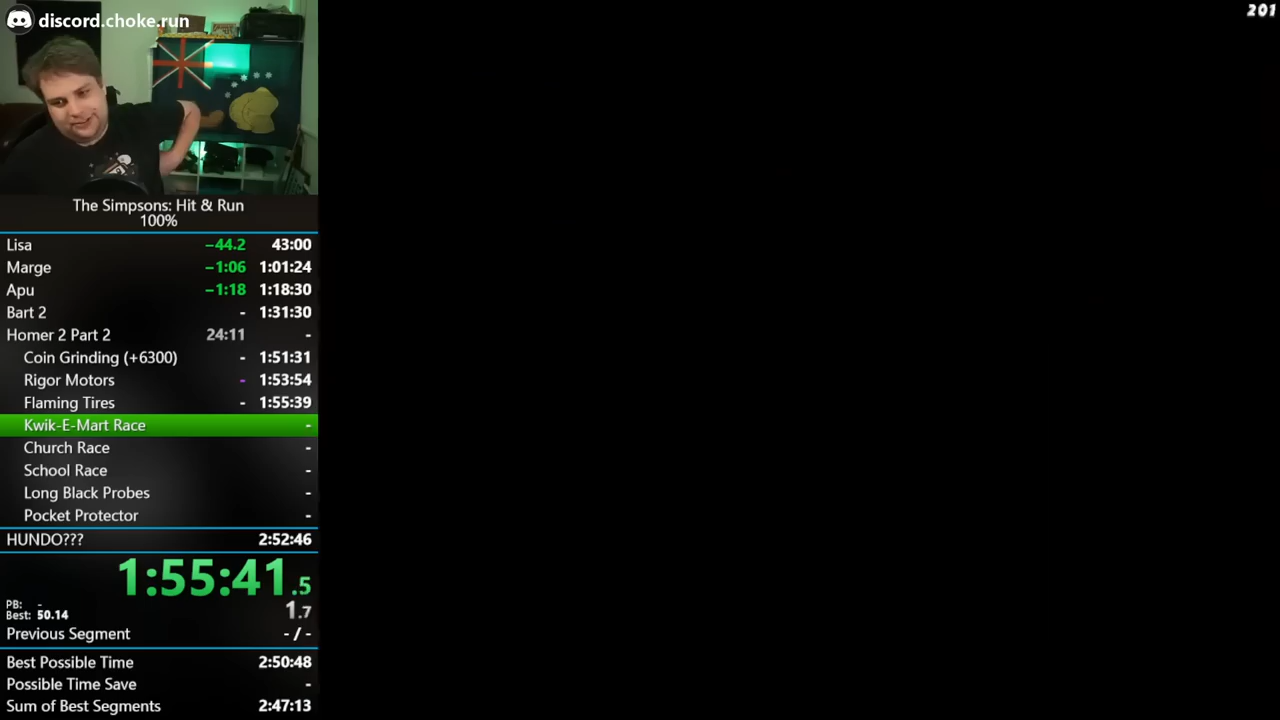 discord.choke.run
201
The Simpsons: Hit & Run
100%
Lisa −44.2 43:00
Marge −1:06 1:01:24
Apu −1:18 1:18:30
Bart 2 - 1:31:30
Homer 2 Part 2 24:11 -
Coin Grinding (+6300) - 1:51:31
Rigor Motors - 1:53:54
Flaming Tires - 1:55:39
Kwik-E-Mart Race -
Church Race -
School Race -
Long Black Probes -
Pocket Protector -
HUNDO??? 2:52:46
1:55:41.5
PB: - 1.7
Best: 50.14
Previous Segment - / -
Best Possible Time 2:50:48
Possible Time Save -
Sum of Best Segments 2:47:13